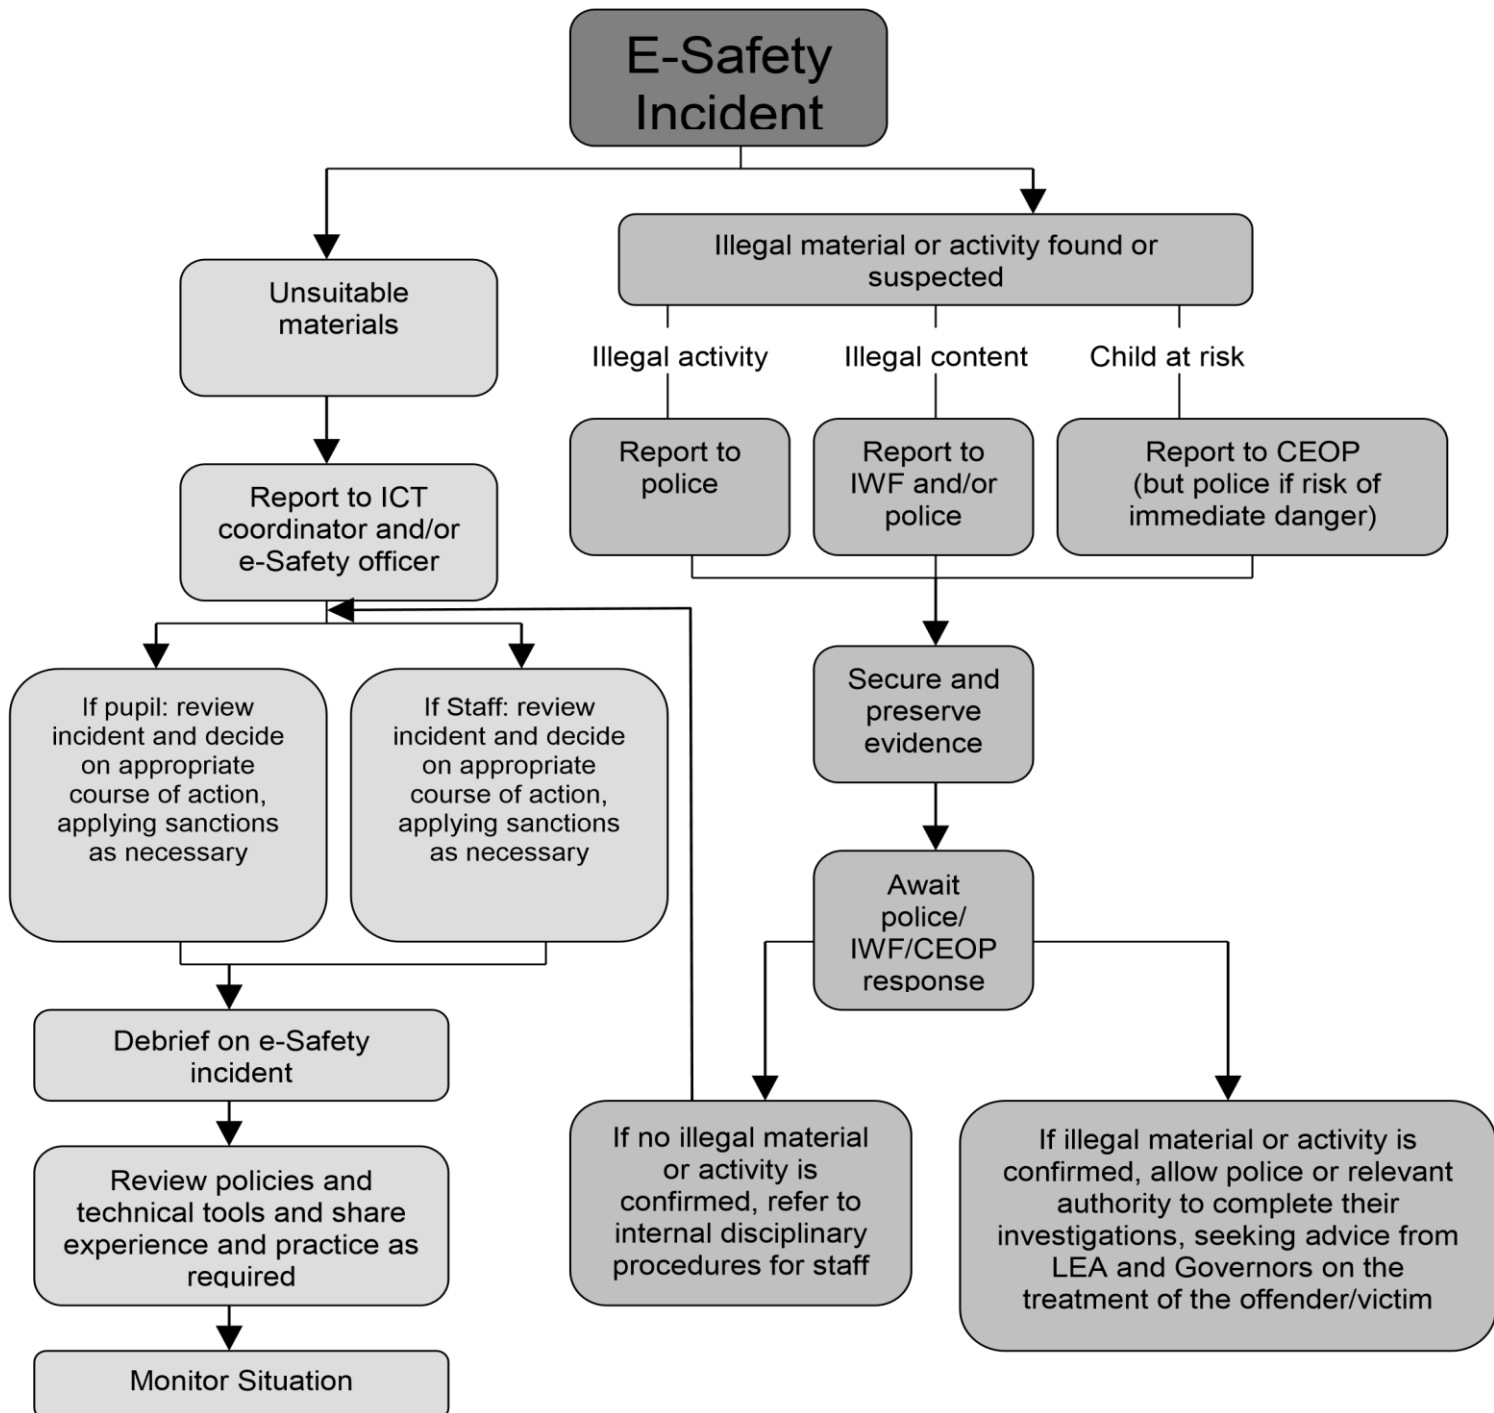 E-Safety
Incident
Unsuitable
materials
Illegal material or activity found or
suspected
Illegal activity
Illegal content
Child at risk
Report to
police
Report to
IWF and/or
police
Report to CEOP
(but police if risk of
immediate danger)
Report to ICT
coordinator and/or
e-Safety officer
If pupil: review
incident and decide
on appropriate
course of action,
applying sanctions
as necessary
If Staff: review
incident and decide
on appropriate
course of action,
applying sanctions
as necessary
Secure and
preserve
evidence
Await
police/
IWF/CEOP
response
Debrief on e-Safety
incident
Review policies and
technical tools and share
experience and practice as
required
Monitor Situation
If no illegal material
or activity is
confirmed, refer to
internal disciplinary
procedures for staff
If illegal material or activity is
confirmed, allow police or relevant
authority to complete their
investigations, seeking advice from
LEA and Governors on the
treatment of the offender/victim